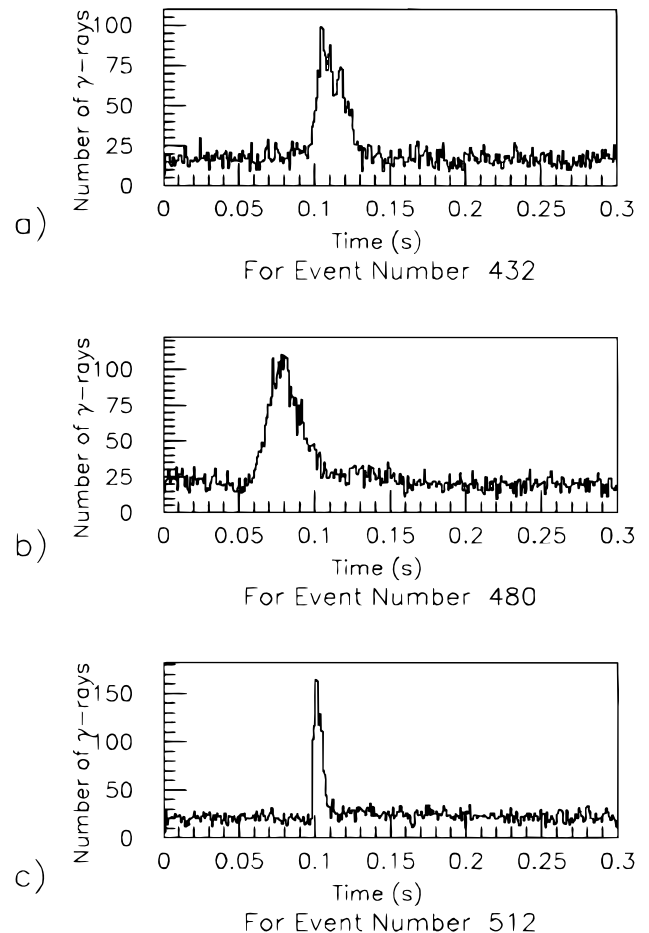 a)
Number of γ−rays
100
75
50
25
0
0 0.05 0.1 0.15 0.2 0.25 0.3
Time (s)
For Event Number 432
b)
Number of γ−rays
100
75
50
25
0
0 0.05 0.1 0.15 0.2 0.25 0.3
Time (s)
For Event Number 480
c)
Number of γ−rays
150
100
50
0
0 0.05 0.1 0.15 0.2 0.25 0.3
Time (s)
For Event Number 512